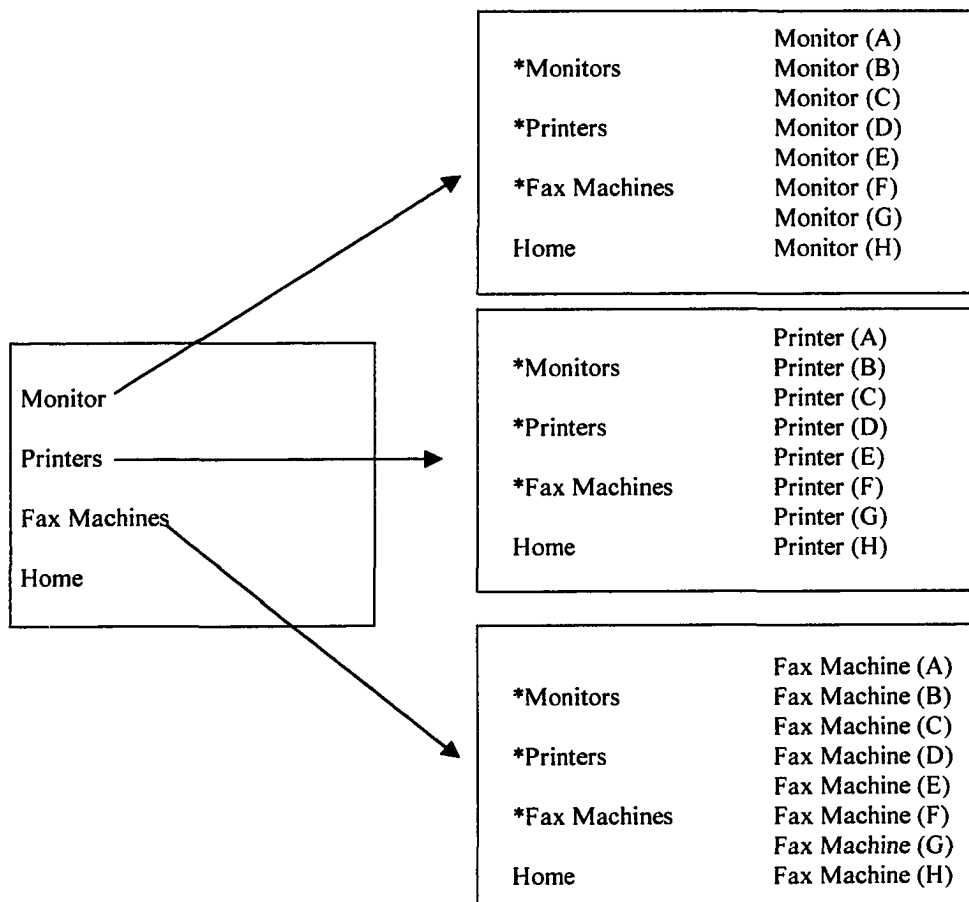 Monitor
Printers
Fax Machines
Home
Monitor (A)
*Monitors Monitor (B)
Monitor (C)
*Printers Monitor (D)
Monitor (E)
*Fax Machines Monitor (F)
Monitor (G)
Home Monitor (H)
Printer (A)
*Monitors Printer (B)
Printer (C)
*Printers Printer (D)
Printer (E)
*Fax Machines Printer (F)
Printer (G)
Home Printer (H)
Fax Machine (A)
*Monitors Fax Machine (B)
Fax Machine (C)
*Printers Fax Machine (D)
Fax Machine (E)
*Fax Machines Fax Machine (F)
Fax Machine (G)
Home Fax Machine (H)